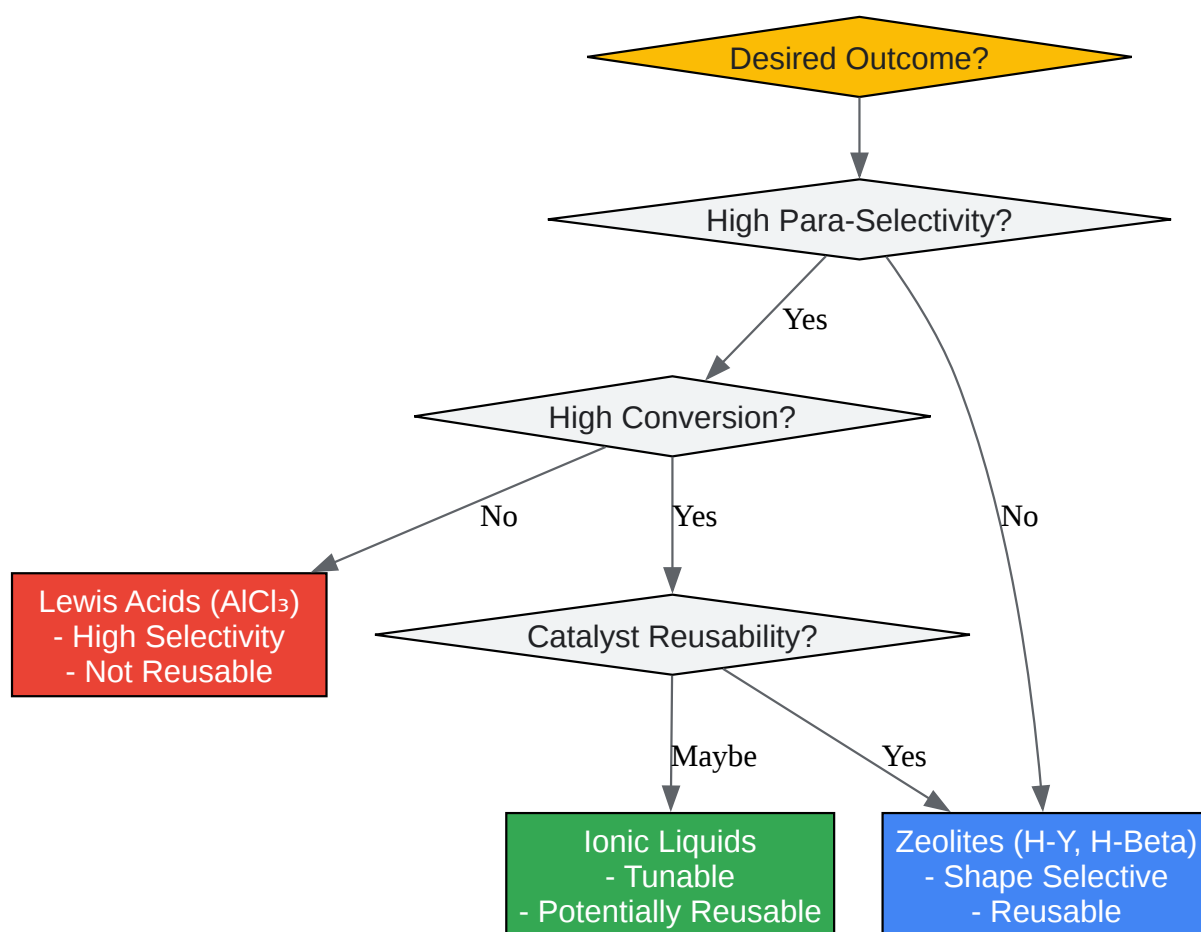 Desired Outcome?
High Para-Selectivity?
Yes
High Conversion?
No
Yes
No
Lewis Acids (AlCl₃)
- High Selectivity
- Not Reusable
Catalyst Reusability?
Maybe
Yes
Ionic Liquids
- Tunable
- Potentially Reusable
Zeolites (H-Y, H-Beta)
- Shape Selective
- Reusable